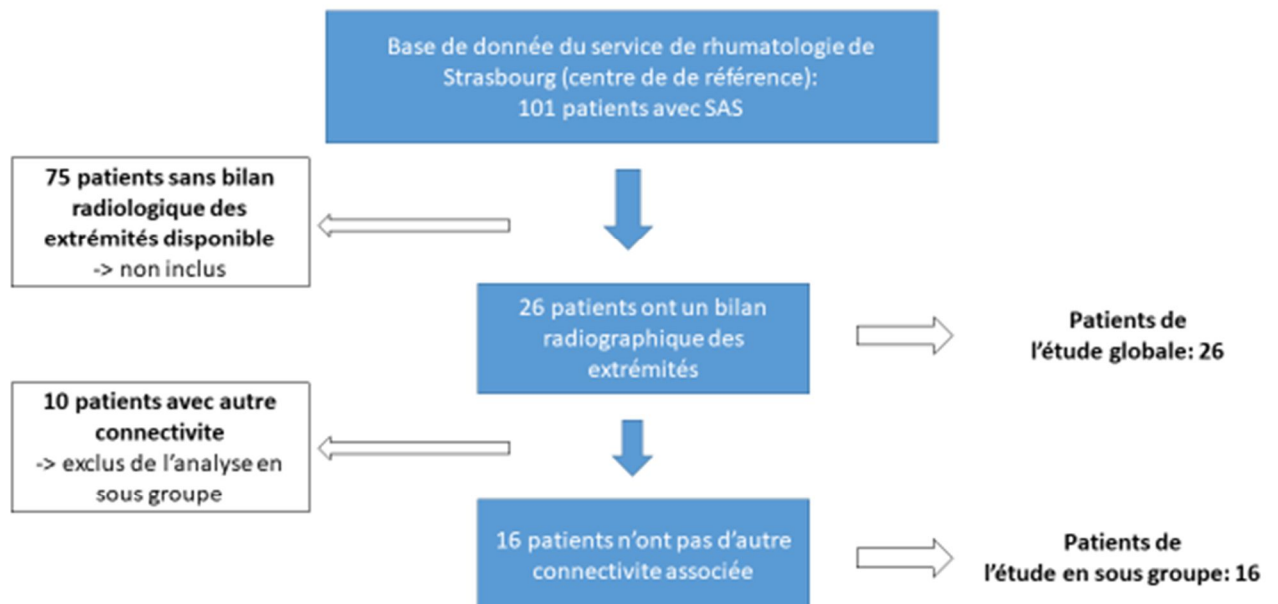 Base de donnée du service de rhumatologie de
Strasbourg (centre de de référence):
101 patients avec SAS
75 patients sans bilan
radiologique des
extrémités disponible
-> non inclus
26 patients ont un bilan
radiographique des
extrémités
Patients de
l'étude globale: 26
10 patients avec autre
connectivite
-> exclus de l'analyse en
sous groupe
16 patients n'ont pas d'autre
connectivite associée
Patients de
l'étude en sous groupe: 16